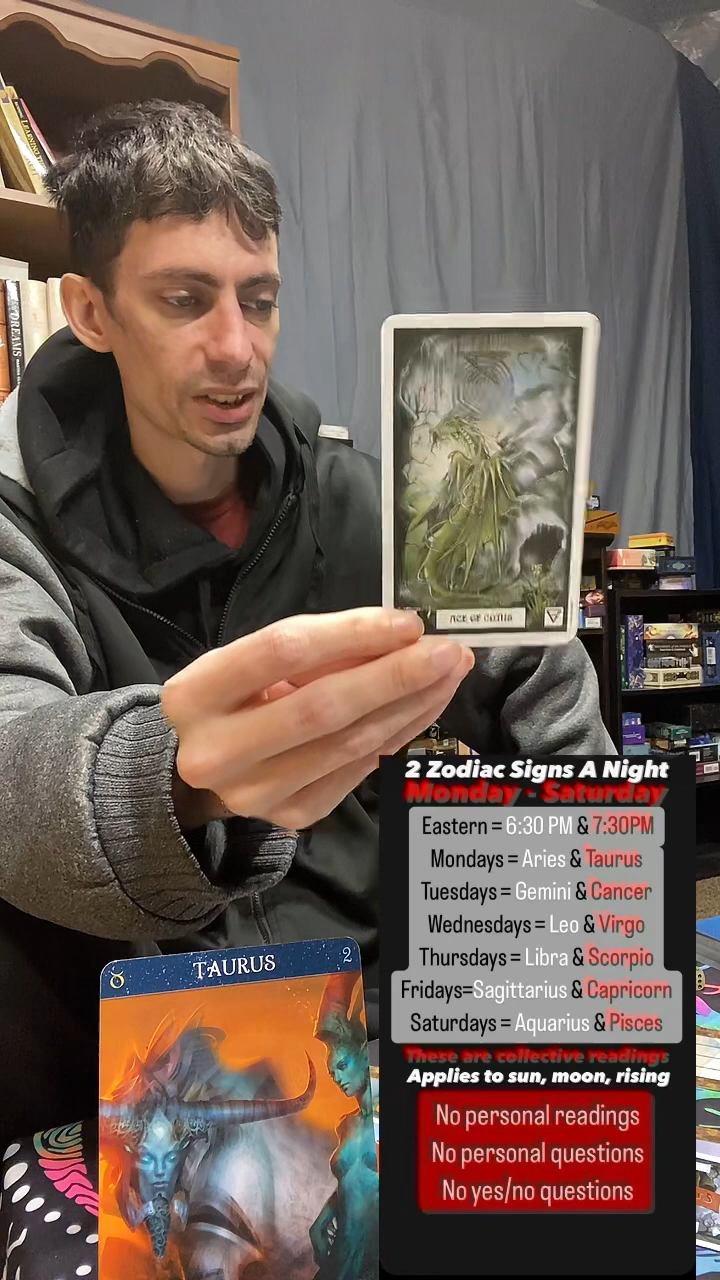 LEARNING
DREAMS
ACE OF COINS
2 Zodiac Signs A Night
Monday - Saturday
Eastern = 6:30 PM & 7:30PM
Mondays = Aries & Taurus
Tuesdays = Gemini & Cancer
Wednesdays = Leo & Virgo
Thursdays = Libra & Scorpio
Fridays=Sagittarius & Capricorn
Saturdays = Aquarius & Pisces
These are collective readings
Applies to sun, moon, rising
No personal readings
No personal questions
No yes/no questions
TAURUS 2